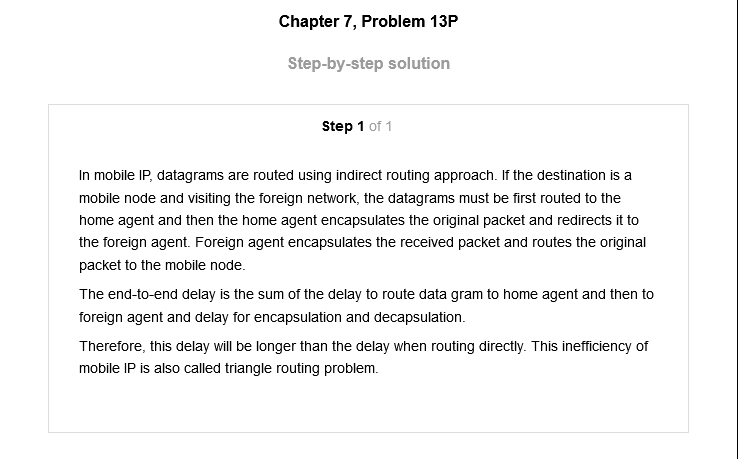 Chapter 7, Problem 13P
Step-by-step solution
Step 1 of 1
In mobile IP, datagrams are routed using indirect routing approach. If the destination is a
mobile node and visiting the foreign network, the datagrams must be first routed to the
home agent and then the home agent encapsulates the original packet and redirects it to
the foreign agent. Foreign agent encapsulates the received packet and routes the original
packet to the mobile node.
The end-to-end delay is the sum of the delay to route data gram to home agent and then to
foreign agent and delay for encapsulation and decapsulation.
Therefore, this delay will be longer than the delay when routing directly. This inefficiency of
mobile IP is also called triangle routing problem.